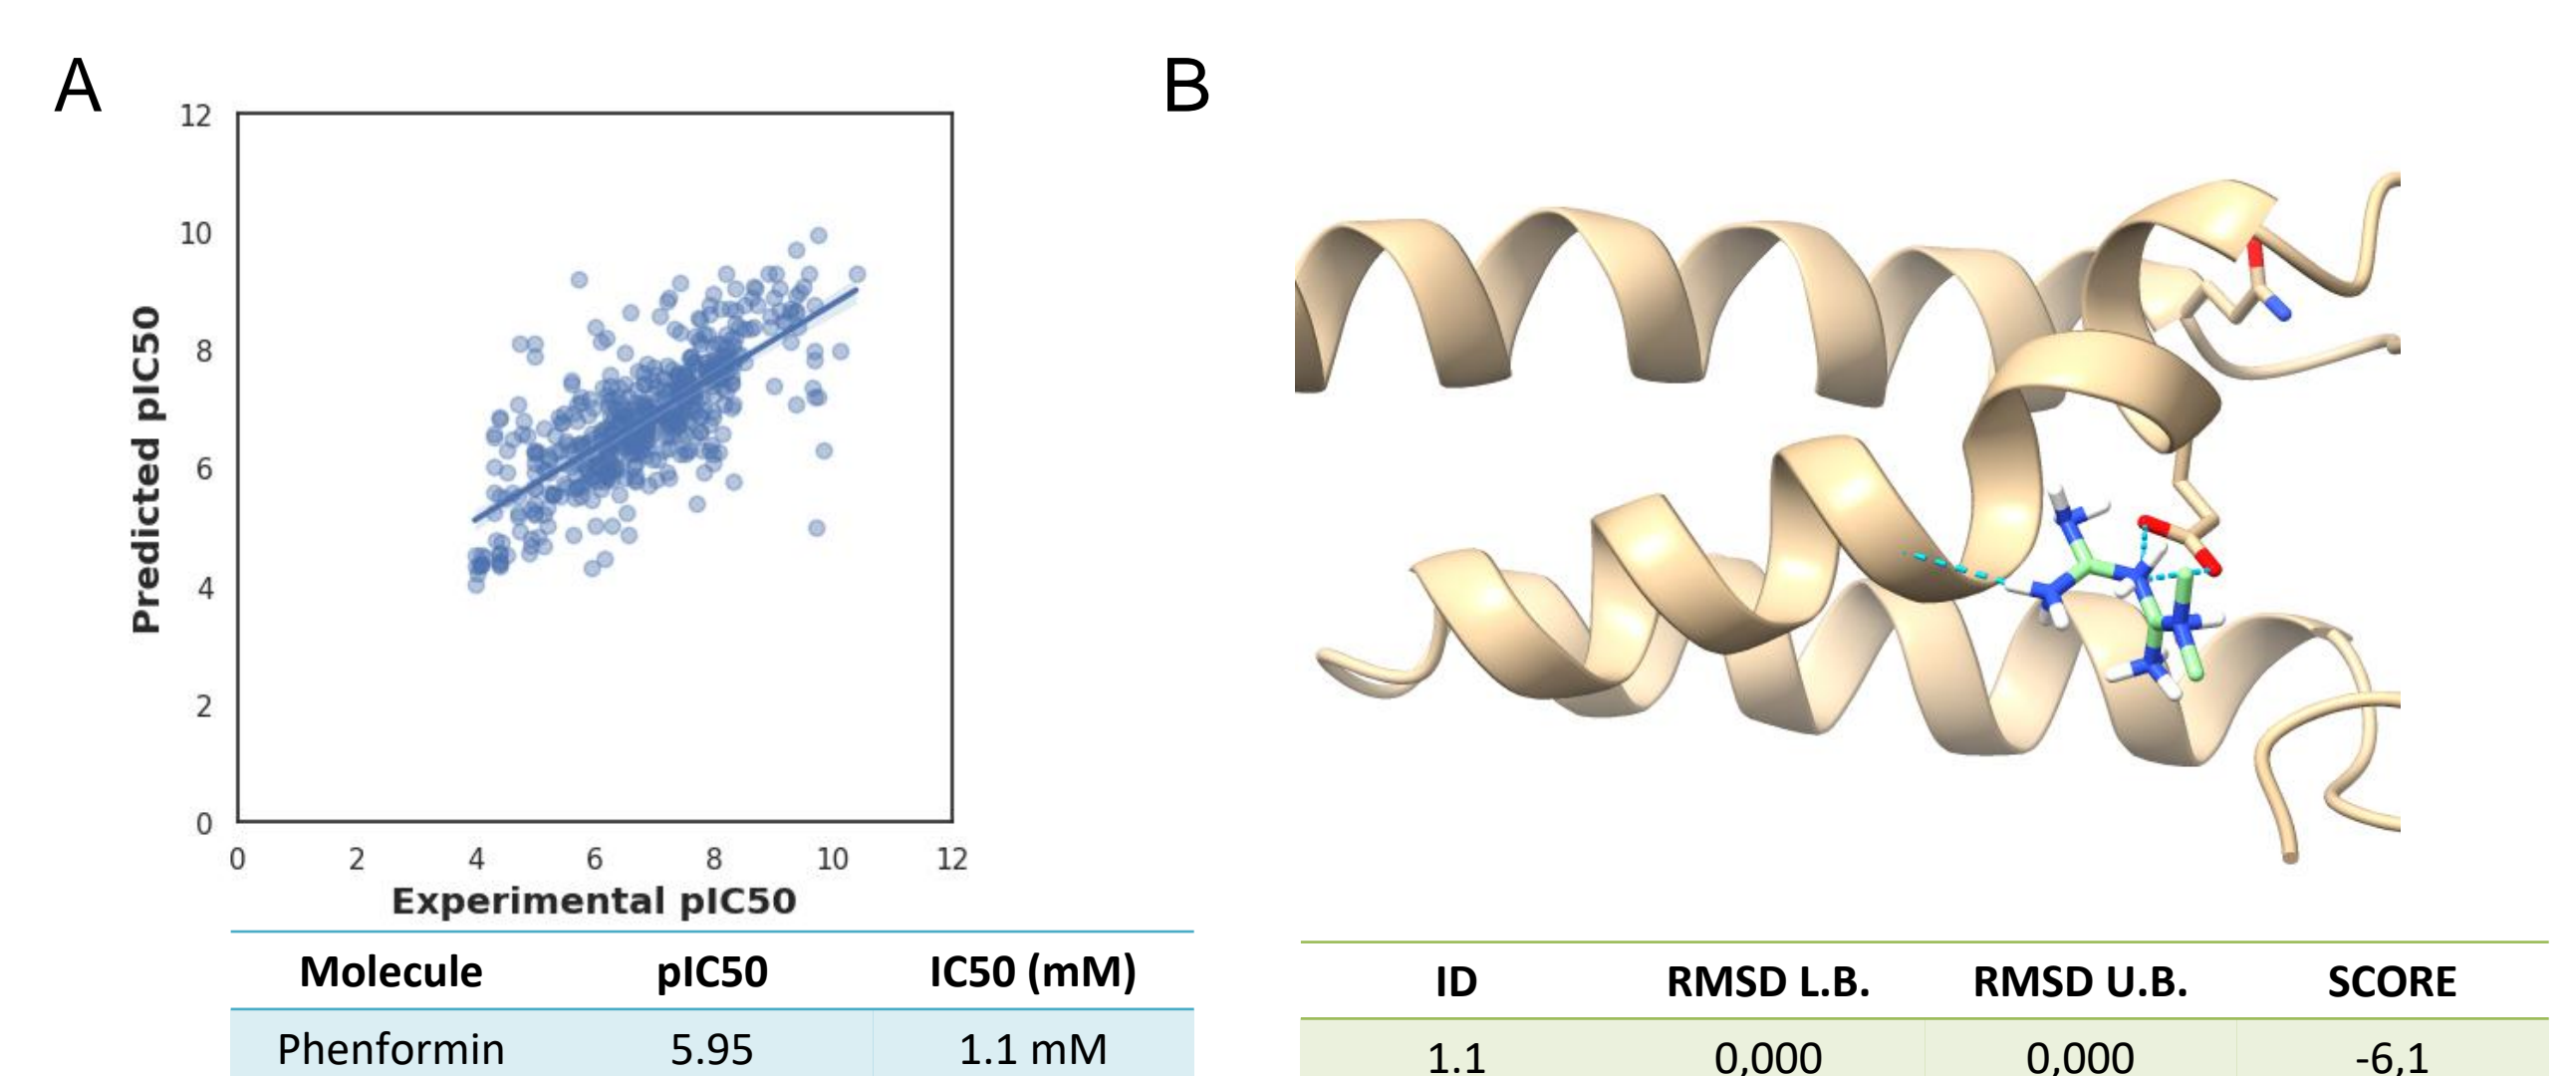 A
B
12
10
8
6
4
2
0
Predicted pIC50
0 2 4 6 8 10 12
Experimental pIC50
Molecule pIC50 IC50 (mM)
Phenformin 5.95 1.1 mM
ID RMSD L.B. RMSD U.B. SCORE
1.1 0,000 0,000 -6,1